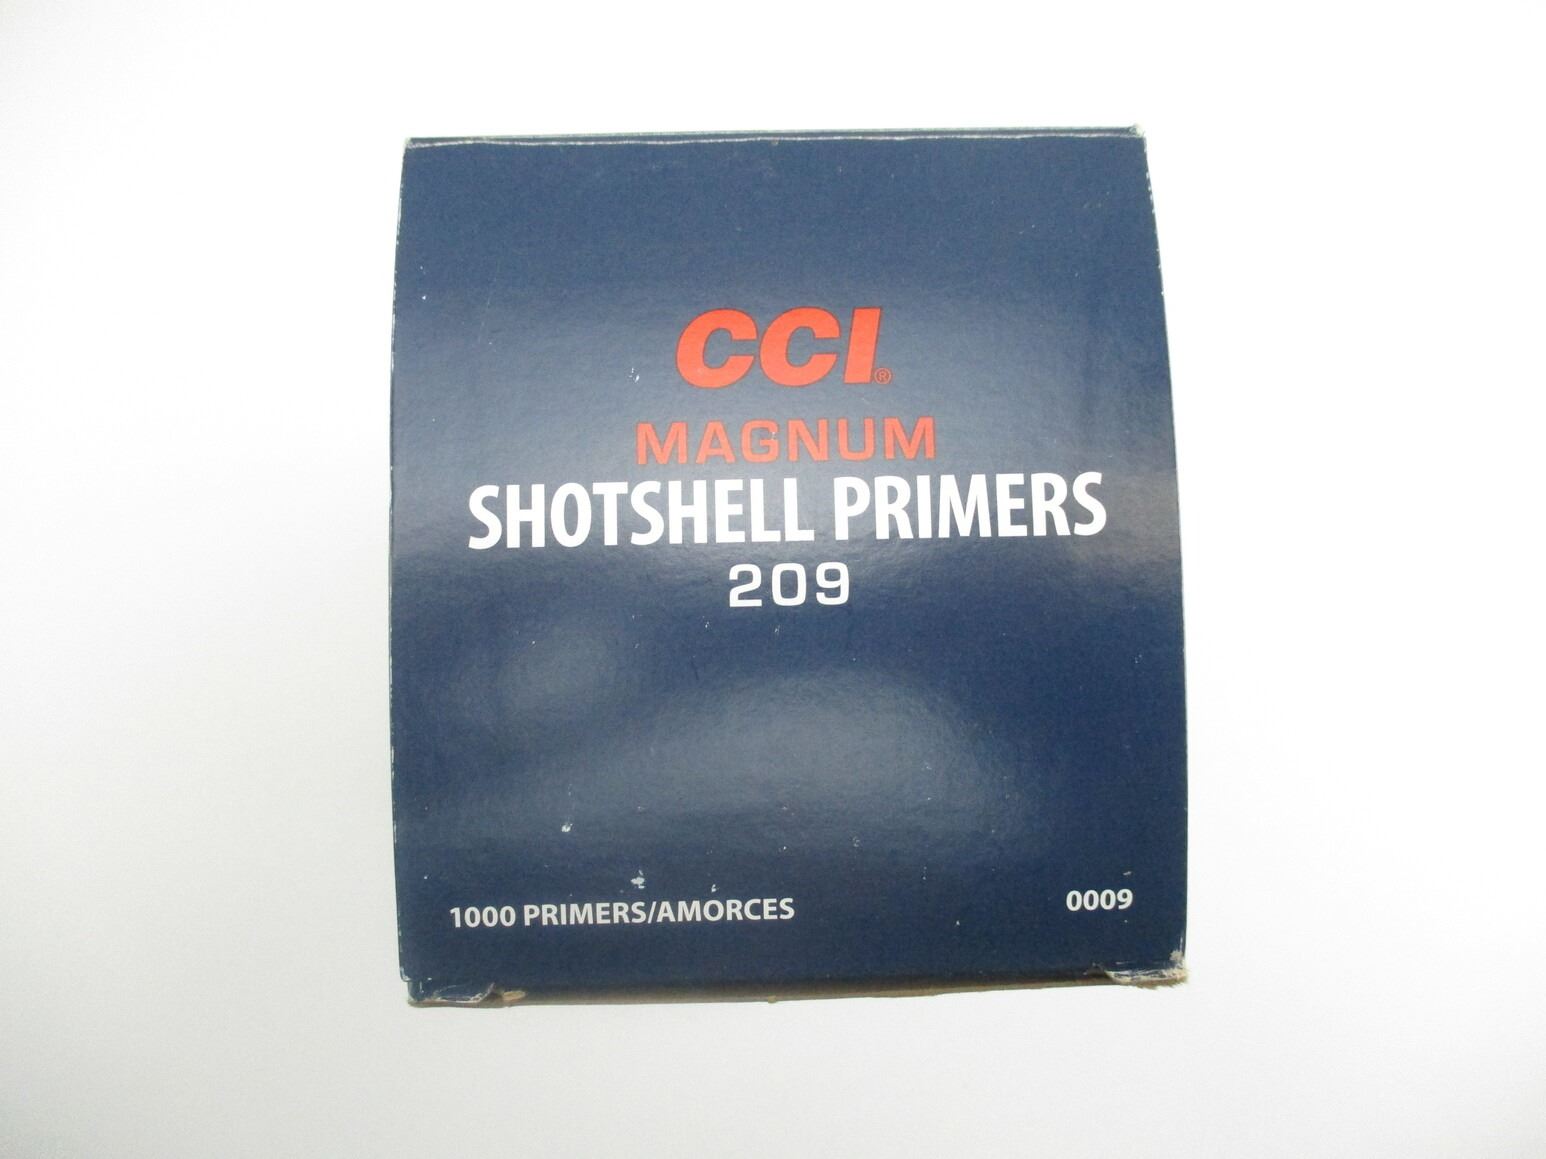 CCI®
MAGNUM
SHOTSHELL PRIMERS
209
1000 PRIMERS/AMORCES
0009